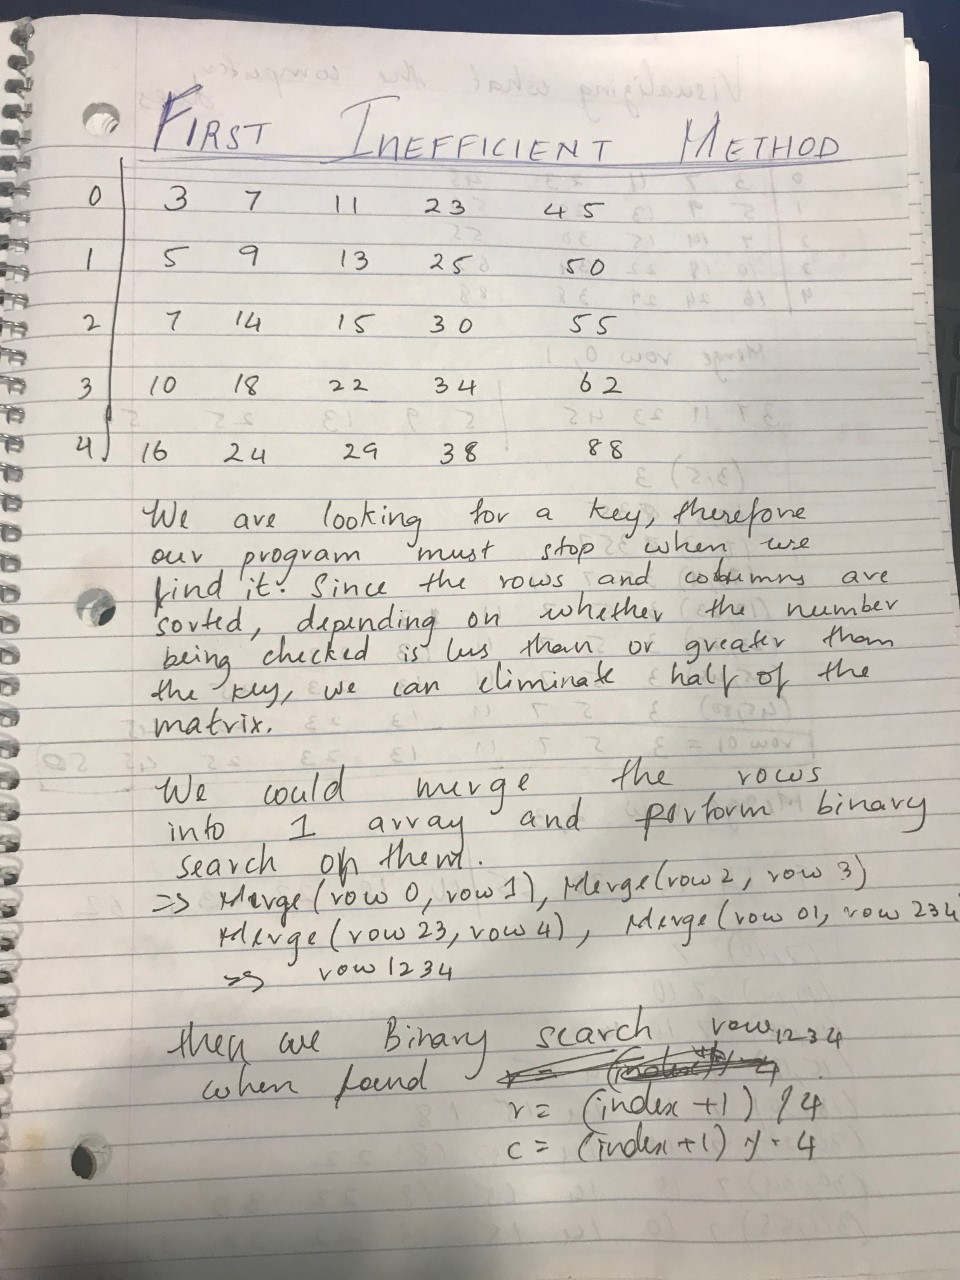 FIRST INEFFICIENT METHOD
0 3 7 11 23 45
1 5 9 13 25 50
2 7 14 15 30 55
3 10 18 22 34 62
4 16 24 29 38 88
We are looking for a key, therefore
our program must stop when we
find it. Since the rows and columns are
sorted, depending on whether the number
being checked is less than or greater than
the key, we can eliminate half of the
matrix.
We could merge the rows
into 1 array and perform binary
search on them.
=> Merge (row 0, row 1), Merge (row 2, row 3)
Merge (row 23, row 4), Merge (row 01, row 234
=> row 1234
then we Binary search row1234
when found
r = (index +1) / 4
c = (index +1) % 4